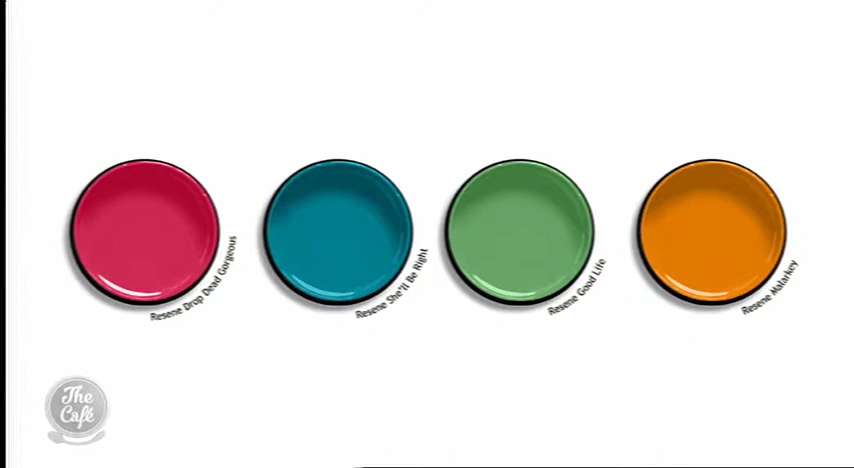 Resene Drop Dead Gorgeous
Resene She'll Be Right
Resene Good Life
Resene Malarkey
The
Café